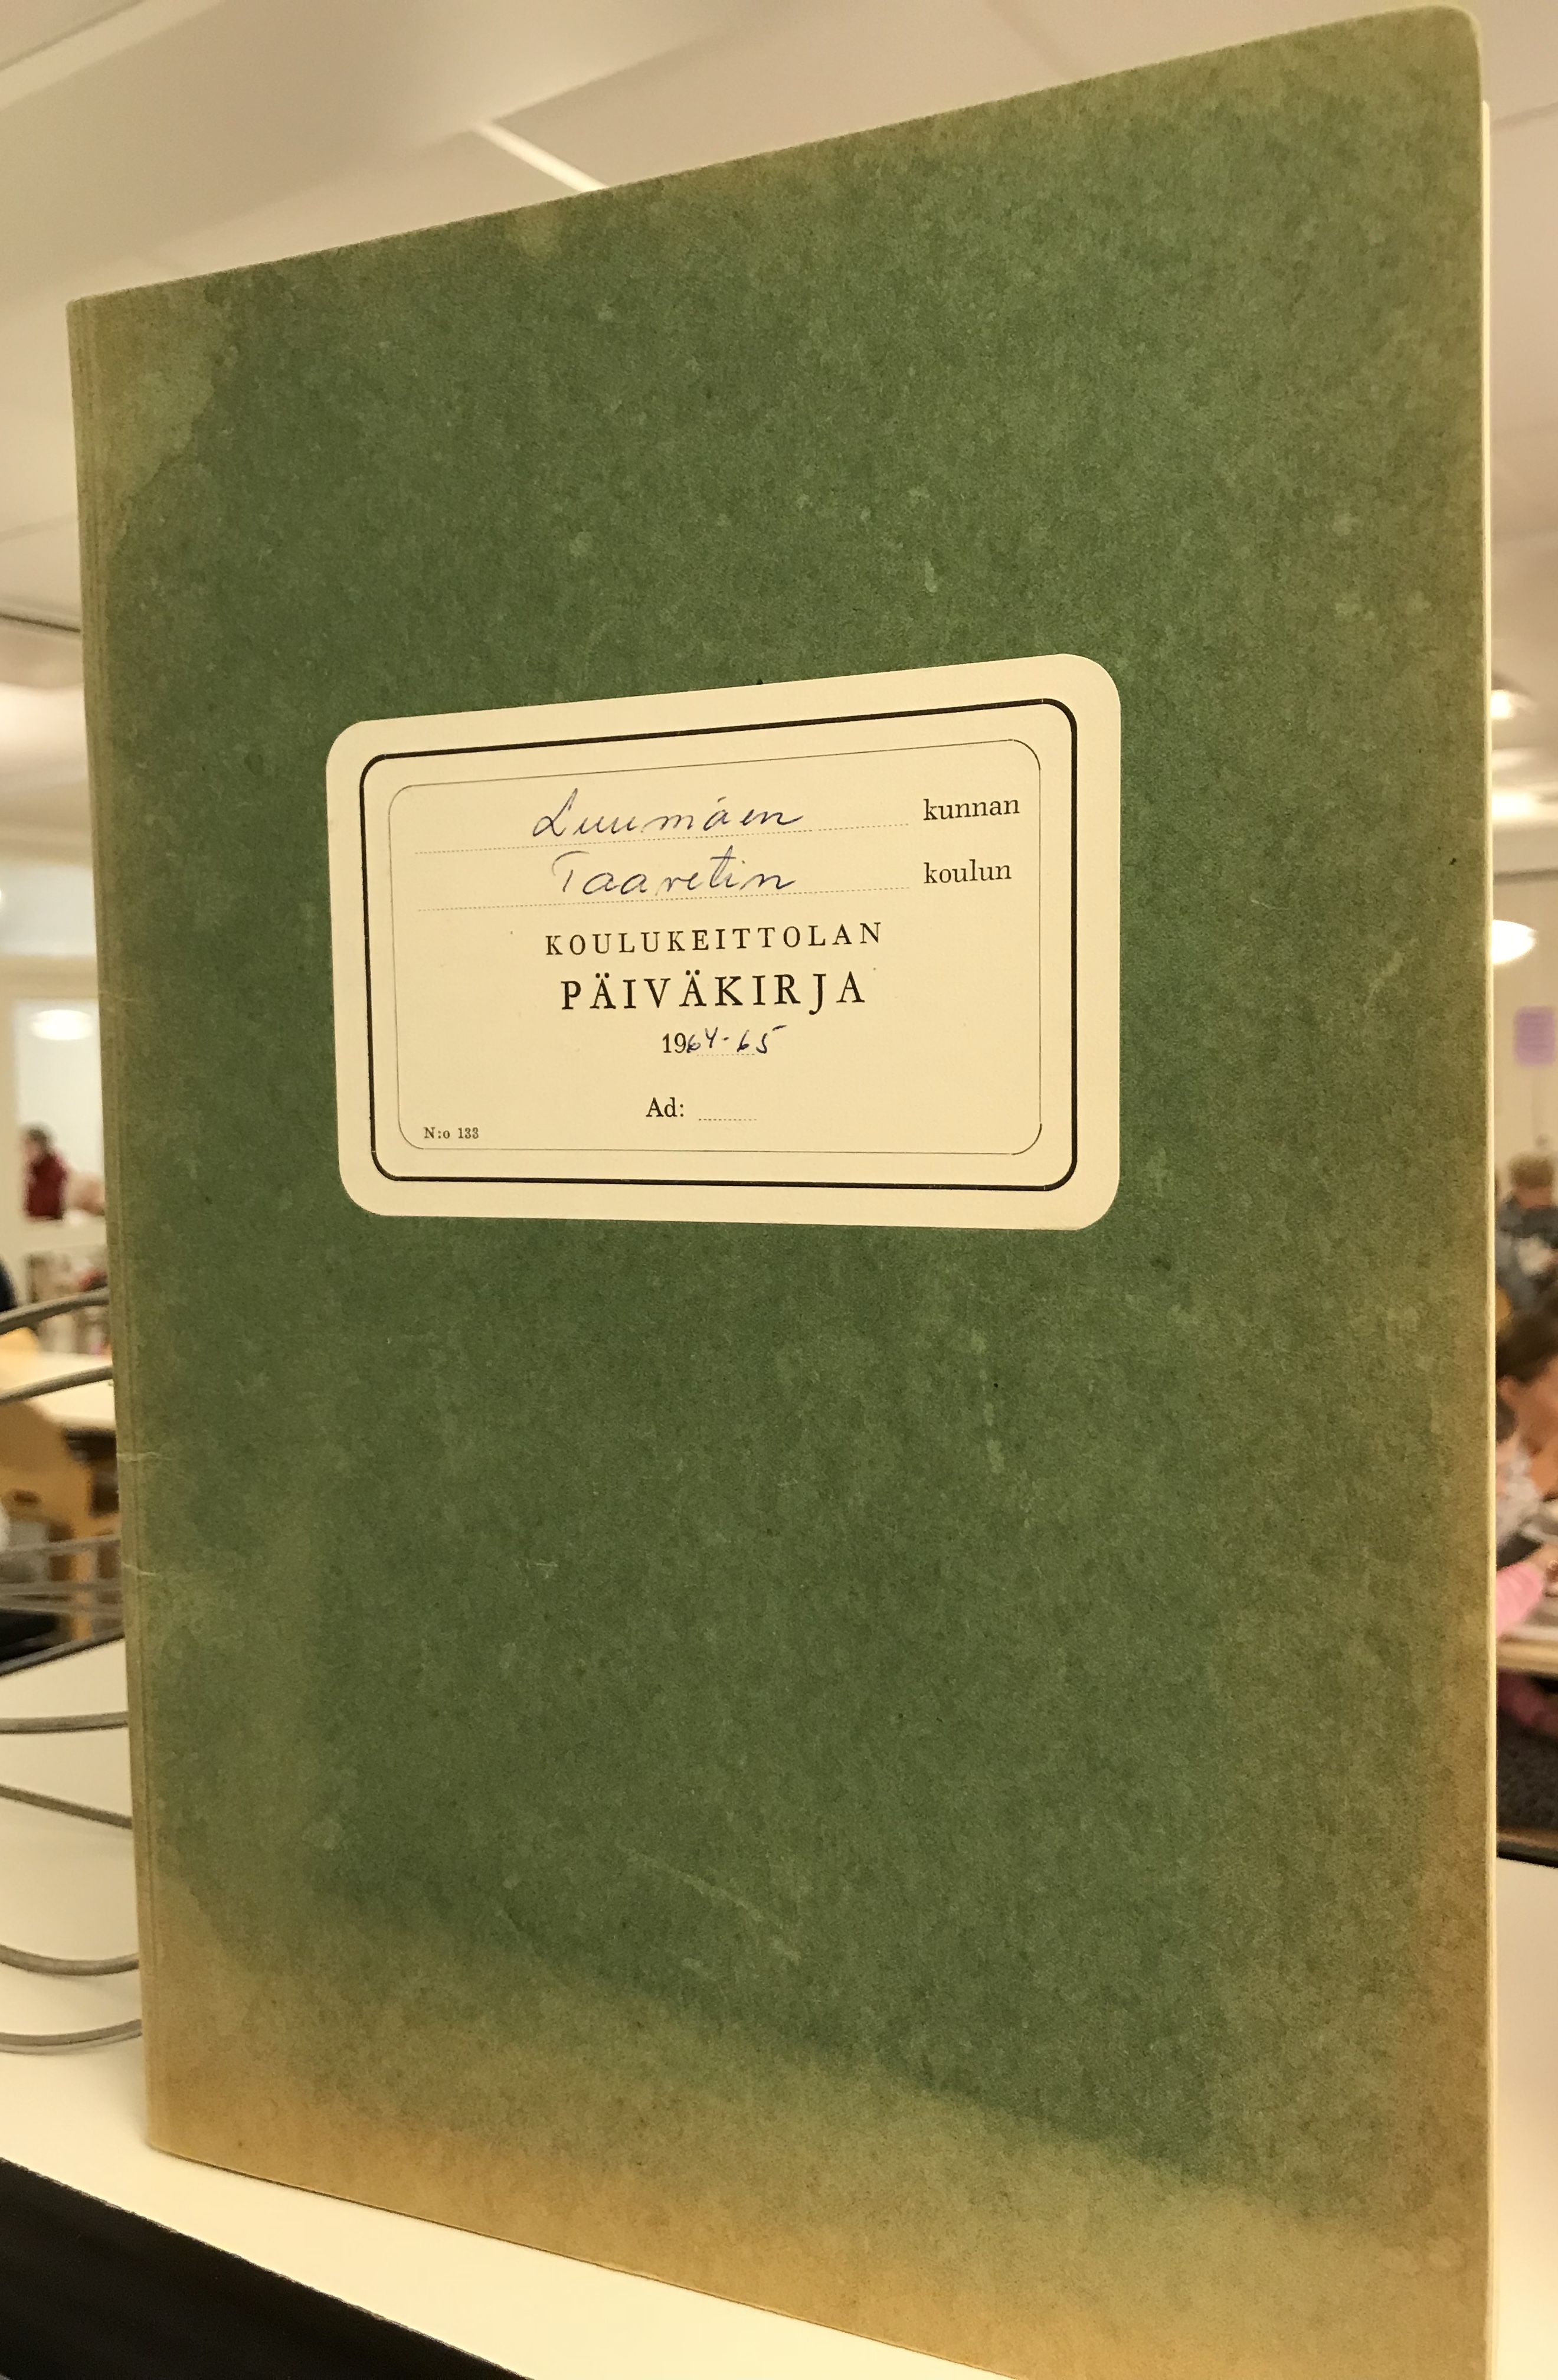 Luumäen kunnan
Taavetin koulun
KOULUKEITTOLAN
PÄIVÄKIRJA
1964-65
Ad:
N:o 133